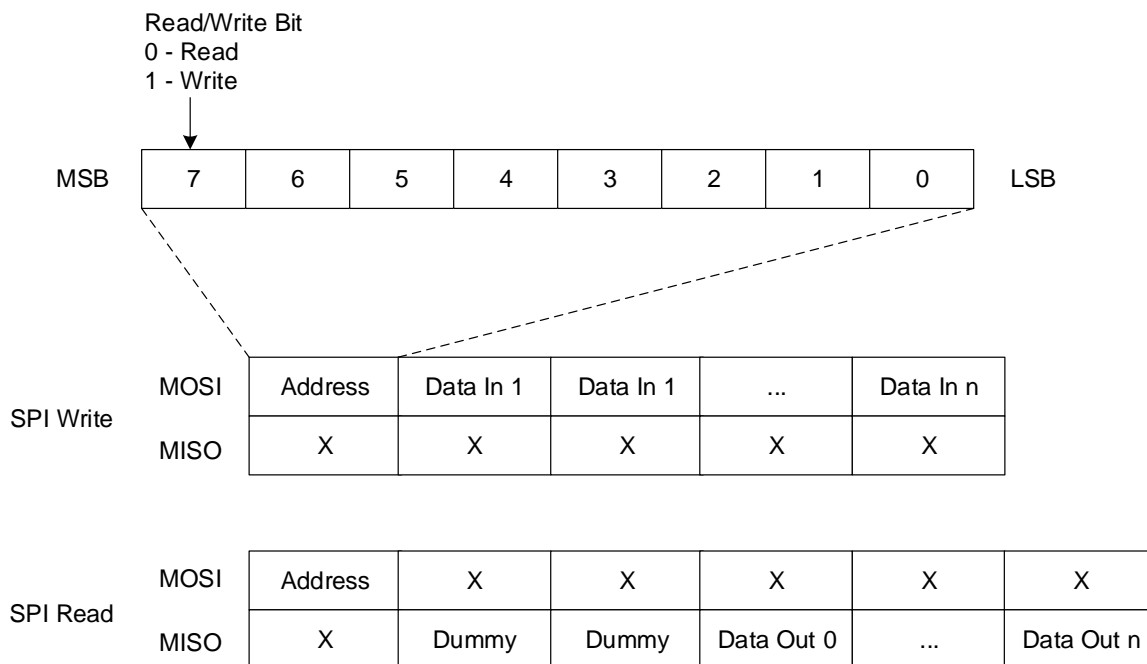 Read/Write Bit
0 - Read
1 - Write
MSB 7 6 5 4 3 2 1 0 LSB
SPI Write
MOSI Address Data In 1 Data In 1 ... Data In n
MISO X X X X X
SPI Read
MOSI Address X X X X X
MISO X Dummy Dummy Data Out 0 ... Data Out n